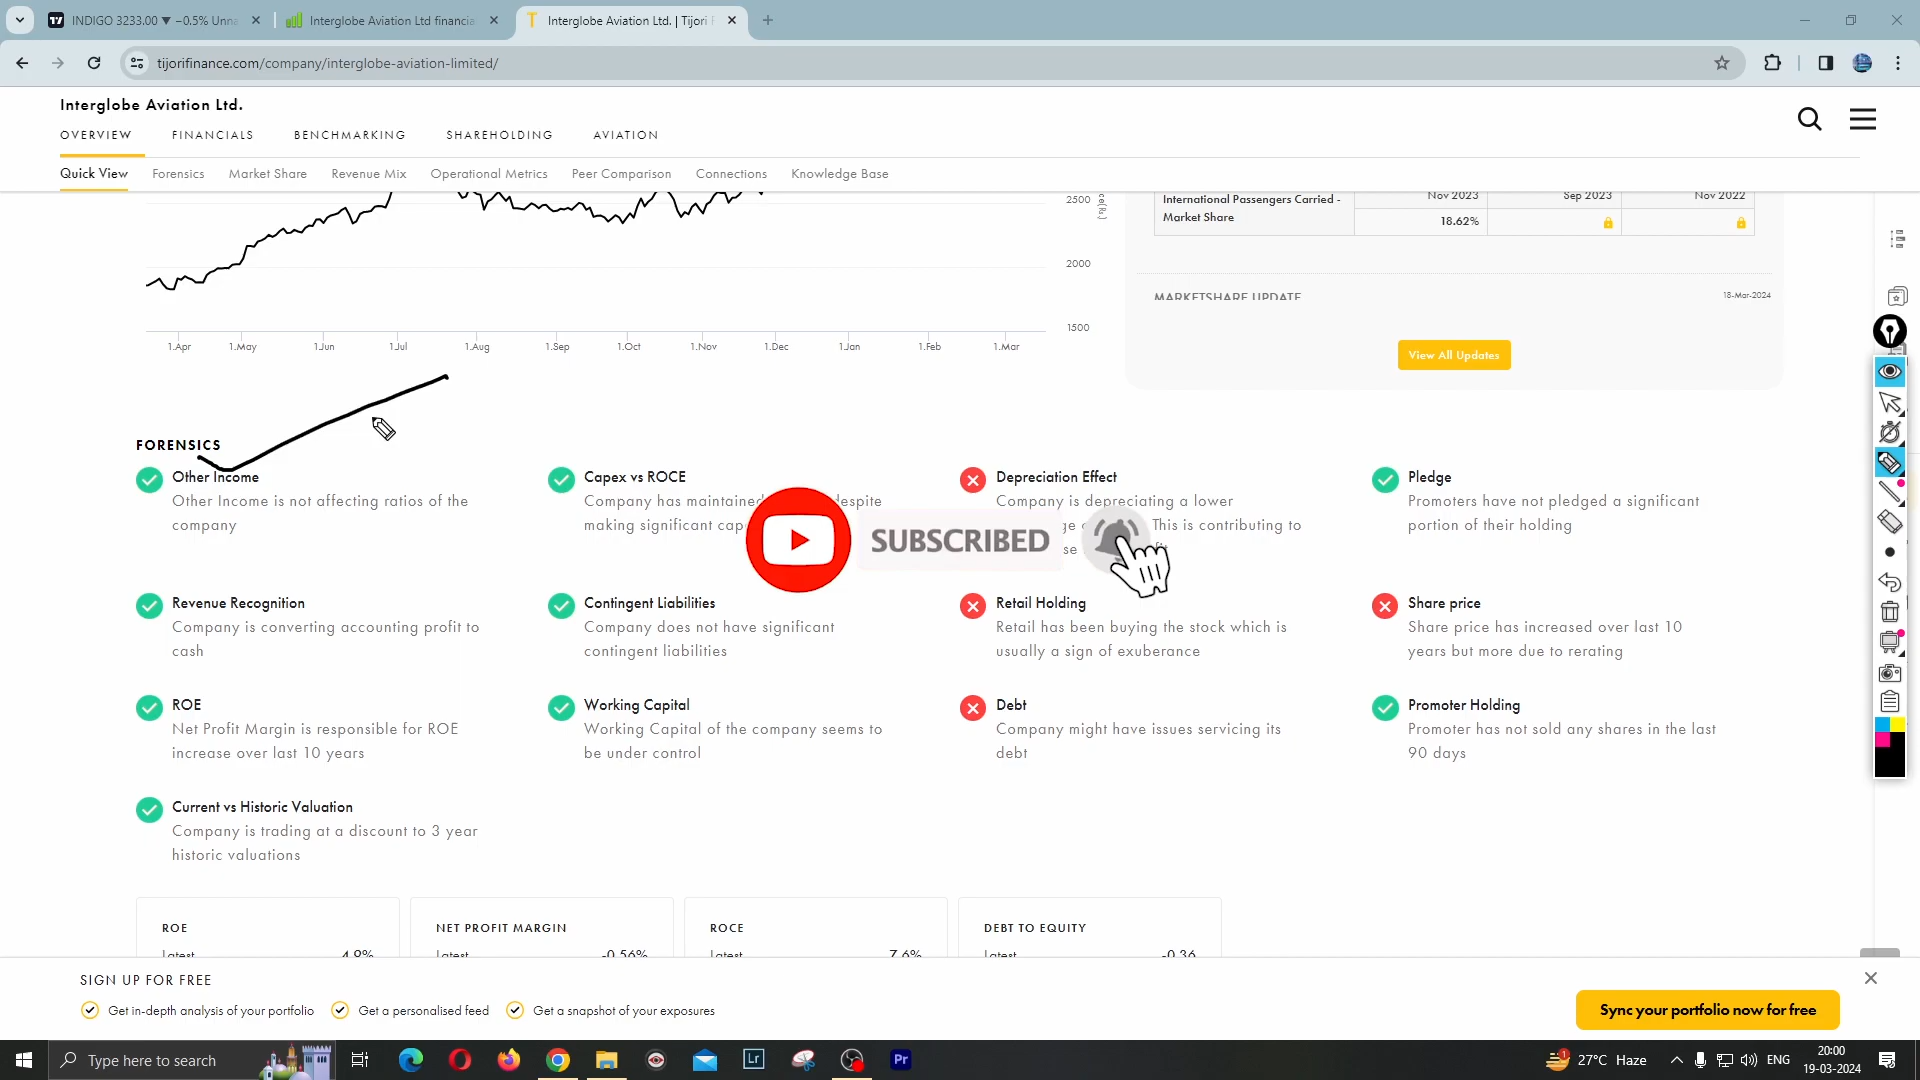 INDIGO 3233.00 ▼ −0.5% Unna
Interglobe Aviation Ltd financia
Interglobe Aviation Ltd. | Tijori F
tijorifinance.com/company/interglobe-aviation-limited/
Interglobe Aviation Ltd.
OVERVIEW FINANCIALS BENCHMARKING SHAREHOLDING AVIATION
Quick View Forensics Market Share Revenue Mix Operational Metrics Peer Comparison Connections Knowledge Base
2500
2000
1500
1.Apr 1.May 1.Jun 1.Jul 1.Aug 1.Sep 1.Oct 1.Nov 1.Dec 1.Jan 1.Feb 1.Mar
Nov 2023 Sep 2023 Nov 2022
International Passengers Carried -
Market Share
18.62%
MARKETSHARE UPDATE
18-Mar-2024
View All Updates
FORENSICS
Other Income
Other Income is not affecting ratios of the
company
Capex vs ROCE
Company has maintained despite
making significant cap
Depreciation Effect
Company is depreciating a lower
This is contributing to
Pledge
Promoters have not pledged a significant
portion of their holding
SUBSCRIBED
Revenue Recognition
Company is converting accounting profit to
cash
Contingent Liabilities
Company does not have significant
contingent liabilities
Retail Holding
Retail has been buying the stock which is
usually a sign of exuberance
Share price
Share price has increased over last 10
years but more due to rerating
ROE
Net Profit Margin is responsible for ROE
increase over last 10 years
Working Capital
Working Capital of the company seems to
be under control
Debt
Company might have issues servicing its
debt
Promoter Holding
Promoter has not sold any shares in the last
90 days
Current vs Historic Valuation
Company is trading at a discount to 3 year
historic valuations
ROE
Latest 4.9%
NET PROFIT MARGIN
Latest -0.56%
ROCE
Latest 7.6%
DEBT TO EQUITY
Latest -0.36
SIGN UP FOR FREE
Get in-depth analysis of your portfolio Get a personalised feed Get a snapshot of your exposures
Sync your portfolio now for free
Type here to search
Lrc
Pr
27°C Haze
ENG
20:00
19-03-2024